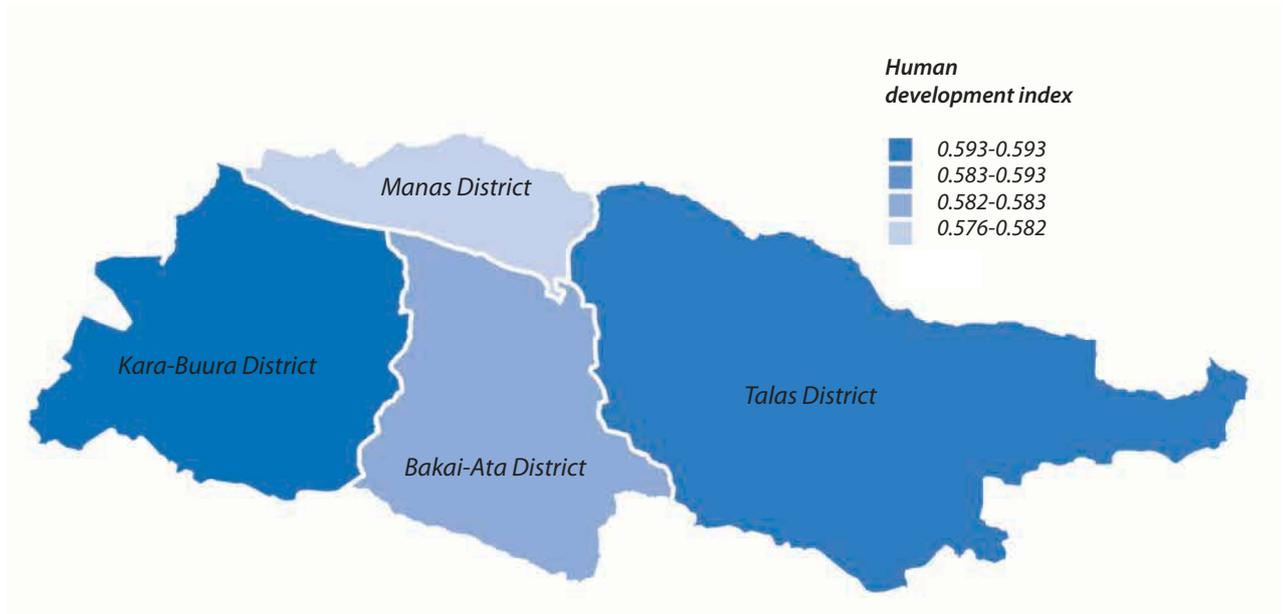 Human
development index
0.593-0.593
0.583-0.593
0.582-0.583
0.576-0.582
Manas District
Kara-Buura District
Talas District
Bakai-Ata District